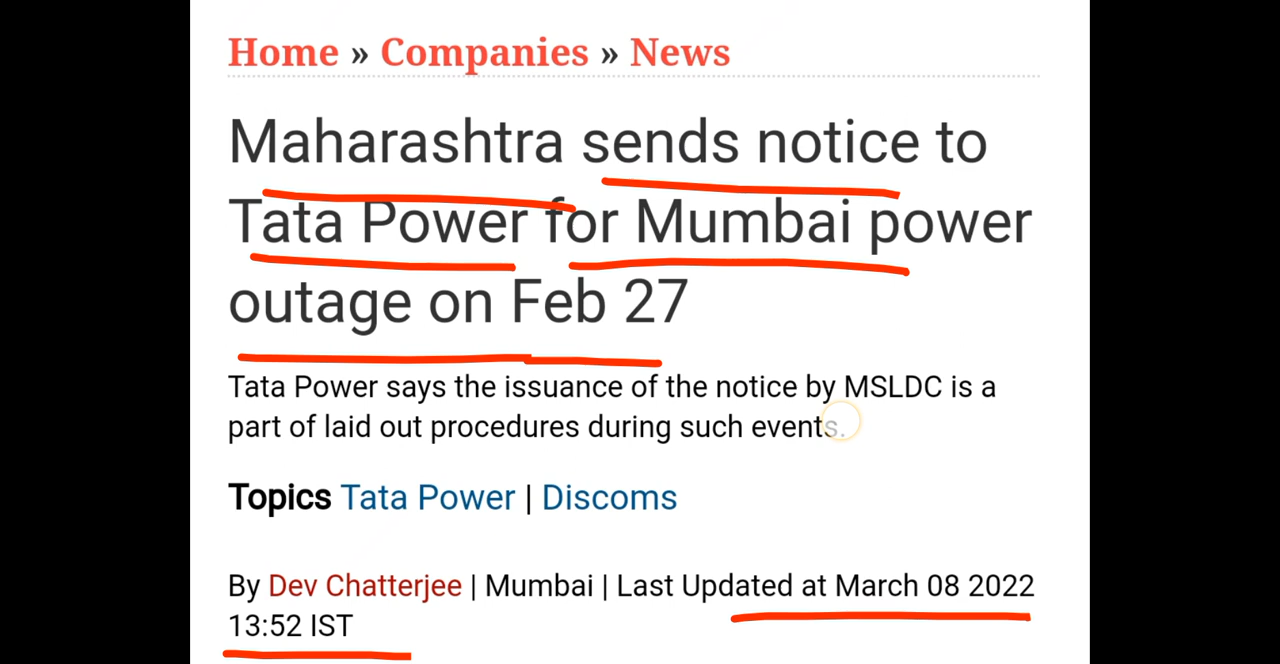 Home » Companies » News
Maharashtra sends notice to
Tata Power for Mumbai power
outage on Feb 27
Tata Power says the issuance of the notice by MSLDC is a
part of laid out procedures during such events.
Topics Tata Power | Discoms
By Dev Chatterjee | Mumbai | Last Updated at March 08 2022
13:52 IST